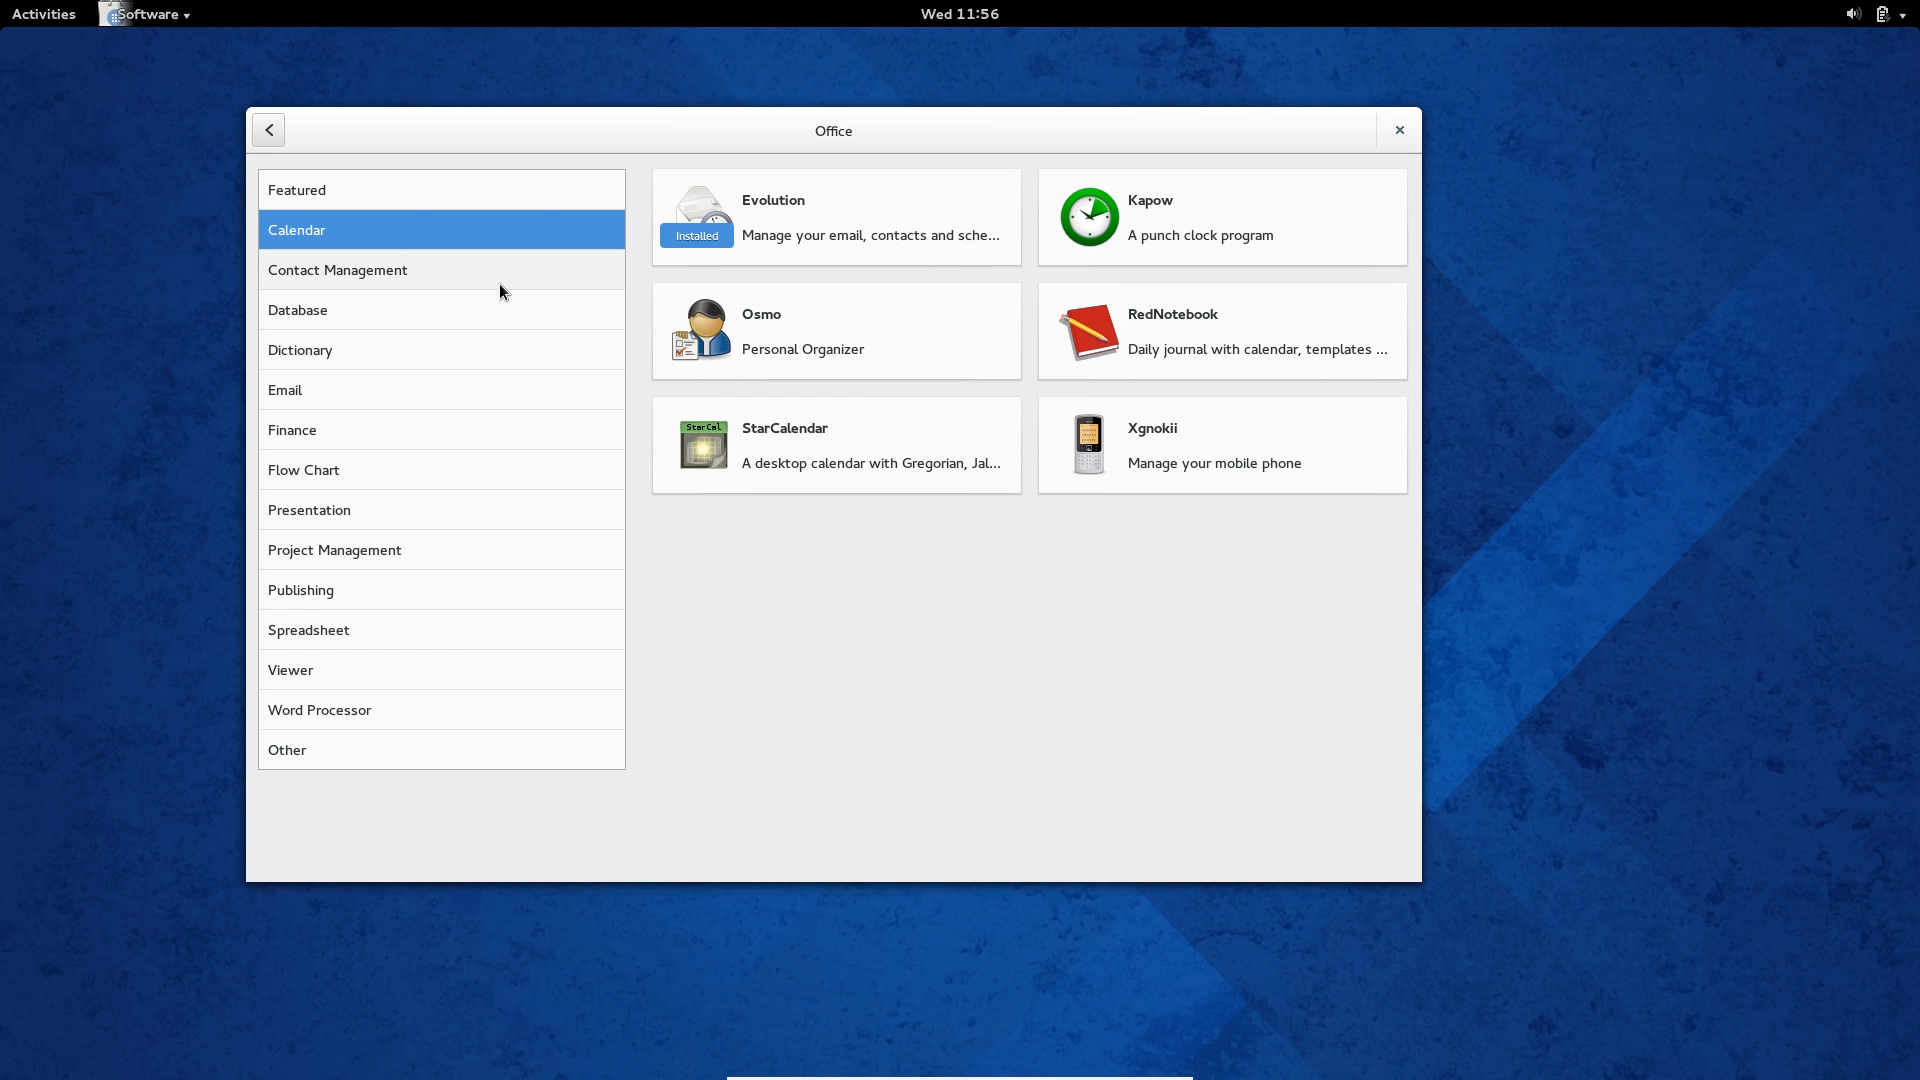 Activities
Software
Wed 11:56
Office
Featured
Calendar
Contact Management
Database
Dictionary
Email
Finance
Flow Chart
Presentation
Project Management
Publishing
Spreadsheet
Viewer
Word Processor
Other
Evolution
Installed
Manage your email, contacts and sche...
Kapow
A punch clock program
Osmo
Personal Organizer
RedNotebook
Daily journal with calendar, templates ...
StarCal
StarCalendar
A desktop calendar with Gregorian, Jal...
Xgnokii
Manage your mobile phone